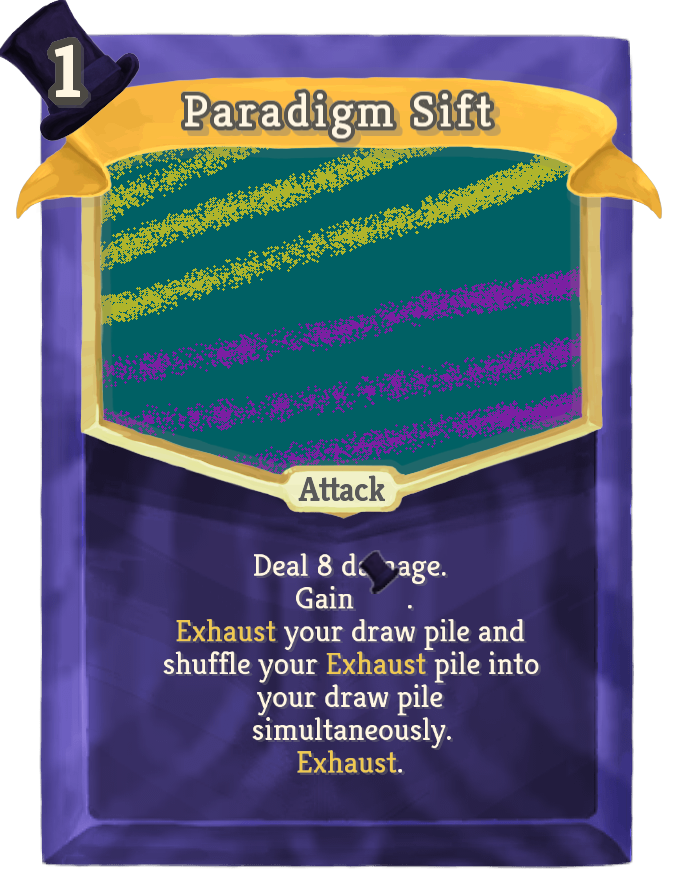 1
Paradigm Sift
Attack
Deal 8 damage.
Gain .
Exhaust your draw pile and
shuffle your Exhaust pile into
your draw pile
simultaneously.
Exhaust.